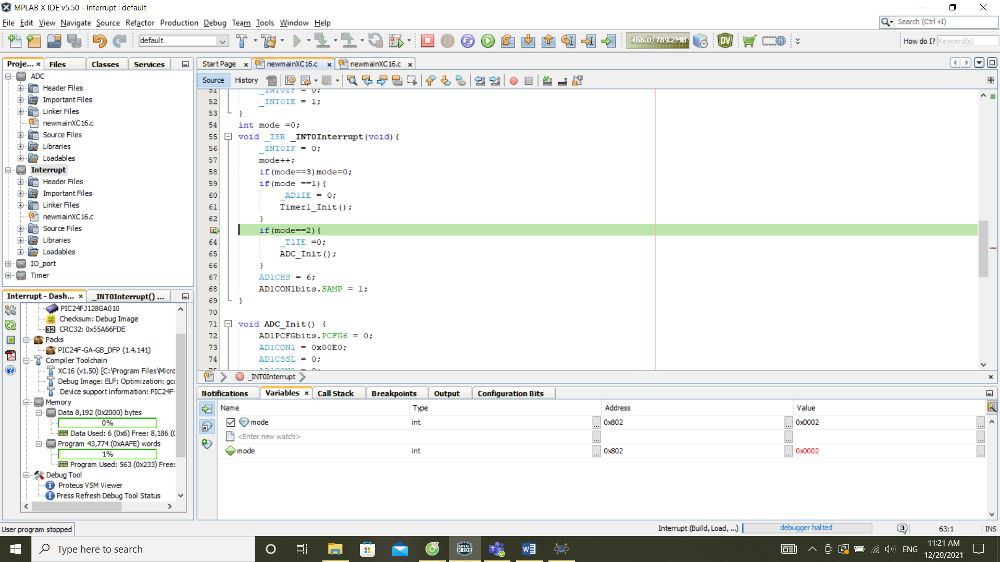 MPLAB X IDE v5.50 - Interrupt : default
File Edit View Navigate Source Refactor Production Debug Team Tools Window Help
Search (Ctrl+I)
default
466.0/789.2MB
DV
How do I? Keyword(s)
Proje... Files Classes Services
ADC
Header Files
Important Files
Linker Files
newmainXC16.c
Source Files
Libraries
Loadables
Interrupt
Header Files
Important Files
Linker Files
newmainXC16.c
Source Files
Libraries
Loadables
IO_port
Timer
Start Page newmainXC16.c newmainXC16.c
Source History
51 _INT0IF = 0;
52 _INT0IE = 1;
53 }
54 int mode =0;
55 void _ISR _INT0Interrupt(void){
56 _INT0IF = 0;
57 mode++;
58 if(mode==3)mode=0;
59 if(mode ==1){
60 _AD1IE = 0;
61 Timer1_Init();
62 }
if(mode==2){
64 _T1IE =0;
65 ADC_Init();
66 }
67 AD1CHS = 6;
68 AD1CON1bits.SAMP = 1;
69 }
70
71 void ADC_Init() {
72 AD1PCFGbits.PCFG6 = 0;
73 AD1CON1 = 0x00E0;
74 AD1CSSL = 0;
75 AD1CON2 = 0;
_INT0Interrupt
Interrupt - Dash... _INT0Interrupt() ...
PIC24FJ128GA010
Checksum: Debug Image
32 CRC32: 0x55A66FDE
Packs
PIC24F-GA-GB_DFP (1.4.141)
Compiler Toolchain
XC16 (v1.50) [C:\Program Files\Micro
Debug Image: ELF: Optimization: gcc
Device support information: PIC24F-
Memory
Data 8,192 (0x2000) bytes
0%
Data Used: 6 (0x6) Free: 8,186 (0
Program 43,774 (0xAAFE) words
1%
Program Used: 563 (0x233) Free:
Debug Tool
Proteus VSM Viewer
Press Refresh Debug Tool Status
Notifications Variables Call Stack Breakpoints Output Configuration Bits
Name Type Address Value
mode int ... 0x802 ... 0x0002 ...
<Enter new watch> ... ... ...
mode int ... 0x802 ... 0x0002 ...
User program stopped
Interrupt (Build, Load, ...) debugger halted 3 63:1 INS
Type here to search
MPLAB X IDE
ENG
11:21 AM
12/20/2021